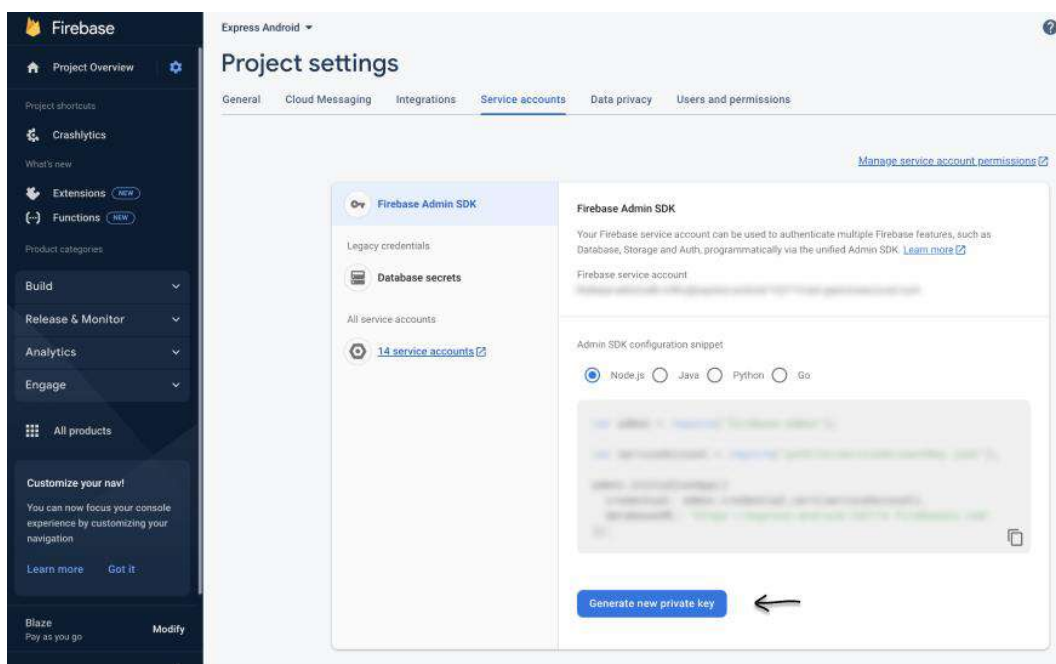 Firebase
Project Overview
Project shortcuts
Crashlytics
What's new
Extensions NEW
Functions NEW
Product categories
Build
Release & Monitor
Analytics
Engage
All products
Customize your nav!
You can now focus your console
experience by customizing your
navigation
Learn more Got it
Blaze
Pay as you go
Modify
Express Android
Project settings
General Cloud Messaging Integrations Service accounts Data privacy Users and permissions
Manage service account permissions
Firebase Admin SDK
Legacy credentials
Database secrets
All service accounts
14 service accounts
Firebase Admin SDK
Your Firebase service account can be used to authenticate multiple Firebase features, such as
Database, Storage and Auth, programmatically via the unified Admin SDK. Learn more
Firebase service account
Admin SDK configuration snippet
Node.js Java Python Go
Generate new private key